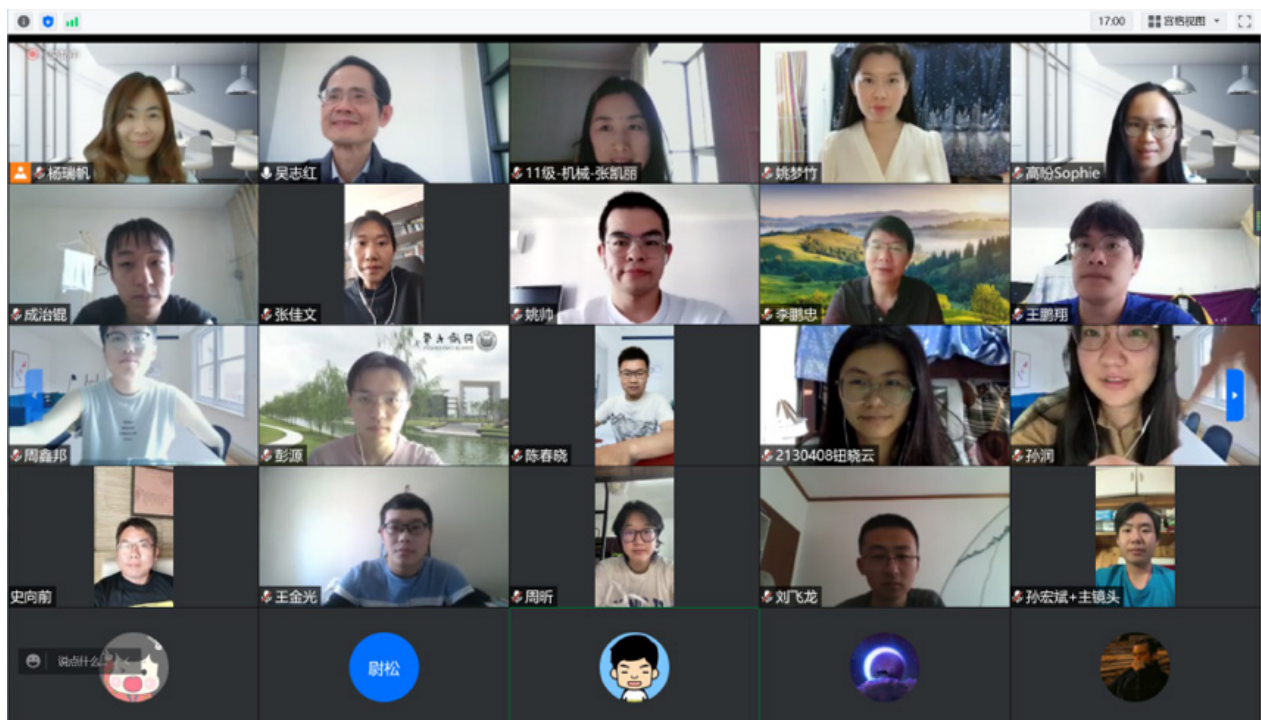 17:00 宫格视图
杨瑞帆
吴志红
11级-机械-张凯丽
姚梦竹
高盼Sophie
成治锟
张佳文
姚帅
李鹏忠
王鹏翔
周鑫邦
彭源
陈春晓
2130408钮晓云
孙润
史向前
王金光
周昕
刘飞龙
孙宏斌+主镜头
说点什么...
尉松